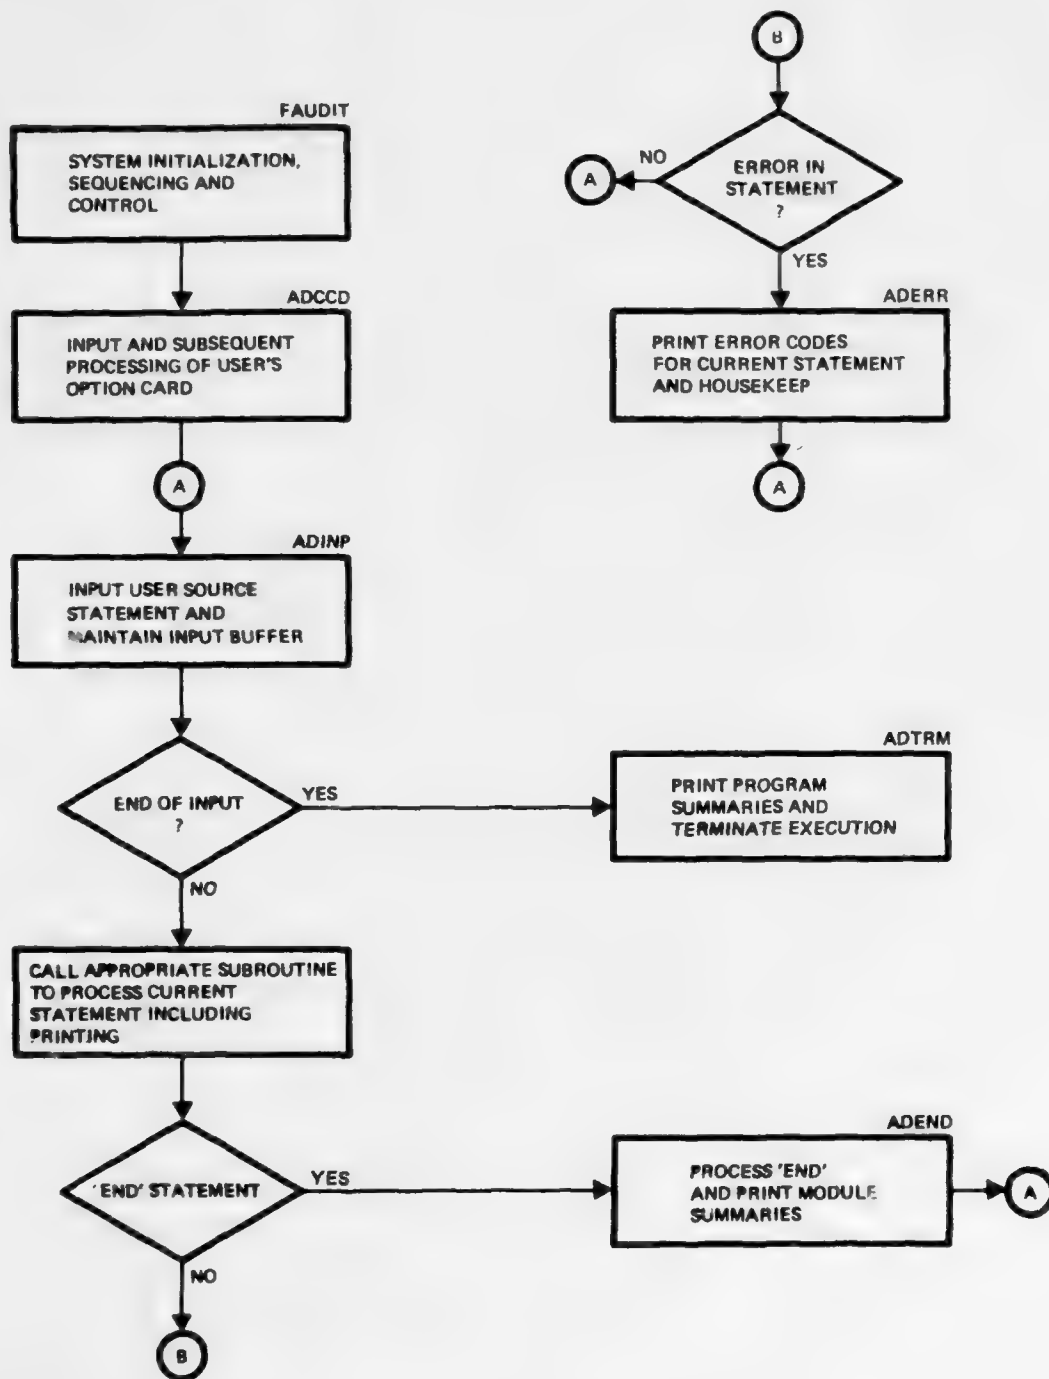 FAUDIT
SYSTEM INITIALIZATION,
SEQUENCING AND
CONTROL
ADCCD
INPUT AND SUBSEQUENT
PROCESSING OF USER'S
OPTION CARD
A
ADINP
INPUT USER SOURCE
STATEMENT AND
MAINTAIN INPUT BUFFER
END OF INPUT
?
YES
NO
ADTRM
PRINT PROGRAM
SUMMARIES AND
TERMINATE EXECUTION
CALL APPROPRIATE SUBROUTINE
TO PROCESS CURRENT
STATEMENT INCLUDING
PRINTING
'END' STATEMENT
YES
NO
ADEND
PROCESS 'END'
AND PRINT MODULE
SUMMARIES
A
B
B
ERROR IN
STATEMENT
?
NO
A
YES
ADERR
PRINT ERROR CODES
FOR CURRENT STATEMENT
AND HOUSEKEEP
A